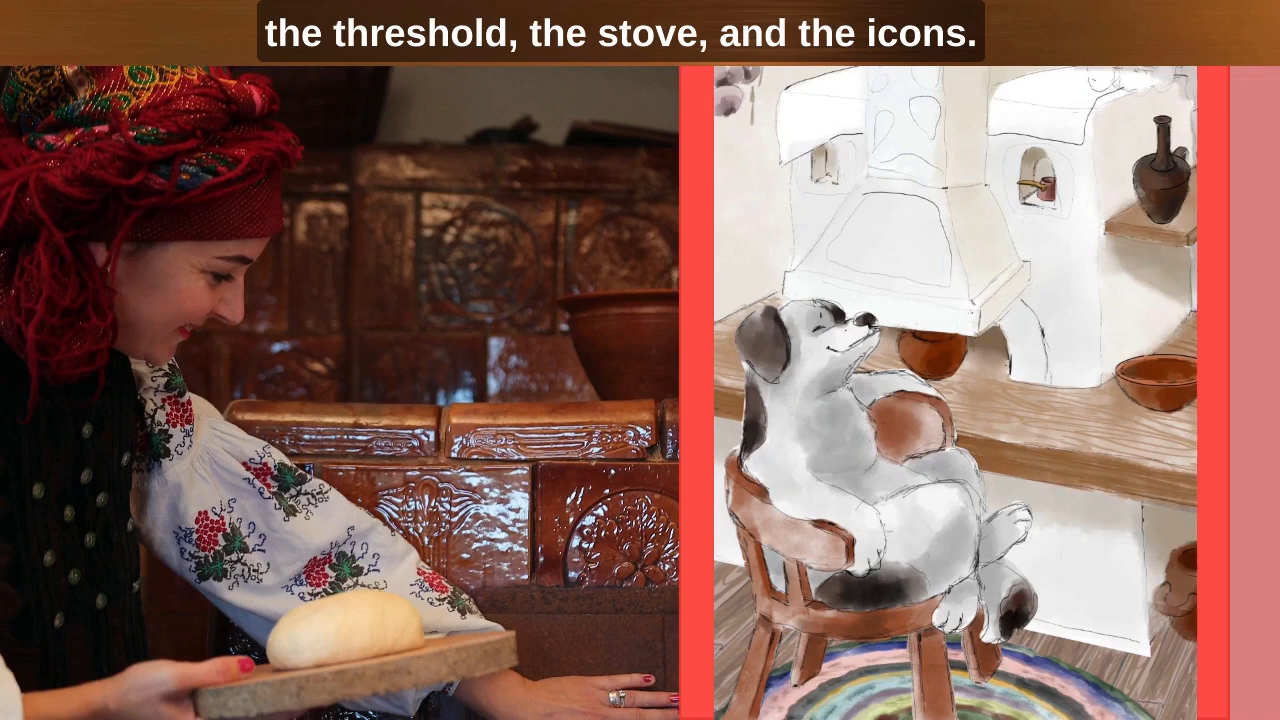 the threshold, the stove, and the icons.